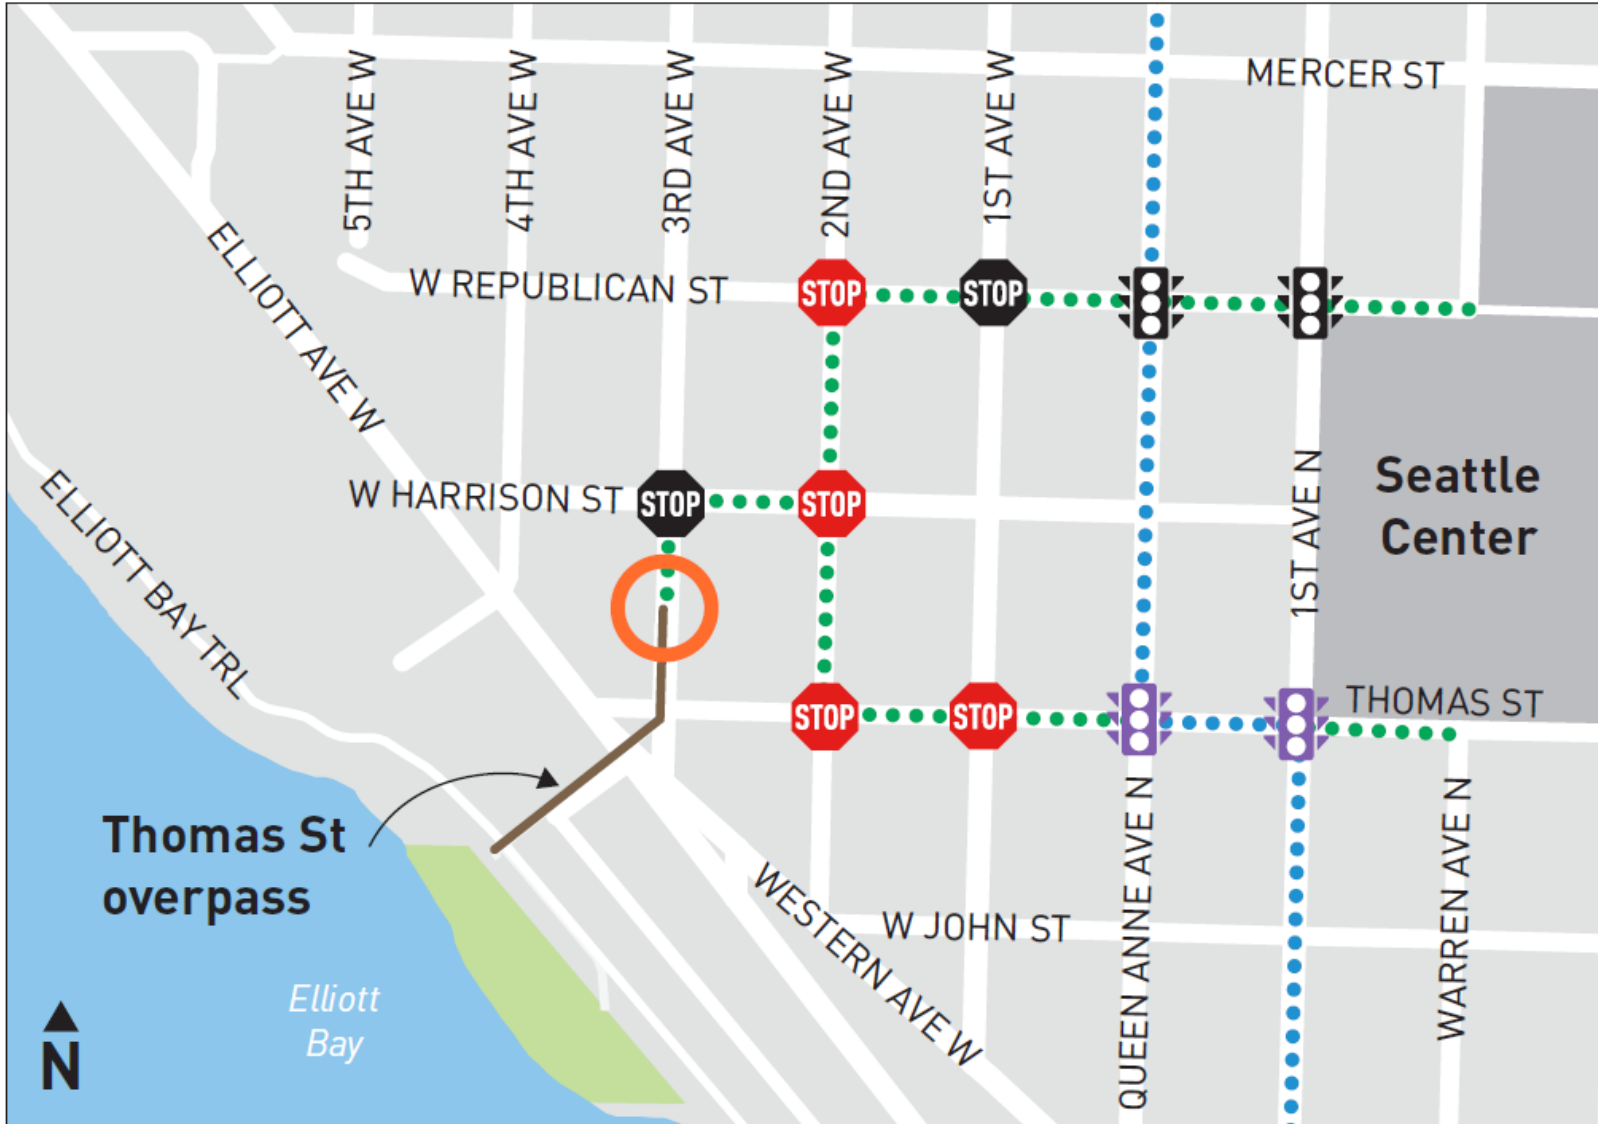 MERCER ST
5TH AVE W
4TH AVE W
3RD AVE W
2ND AVE W
1ST AVE W
ELLIOTT AVE W
W REPUBLICAN ST
STOP
STOP
Seattle
Center
1ST AVE N
W HARRISON ST
STOP
STOP
ELLIOTT BAY TRL
THOMAS ST
STOP
STOP
Thomas St
overpass
WESTERN AVE W
W JOHN ST
QUEEN ANNE AVE N
WARREN AVE N
Elliott
Bay
N